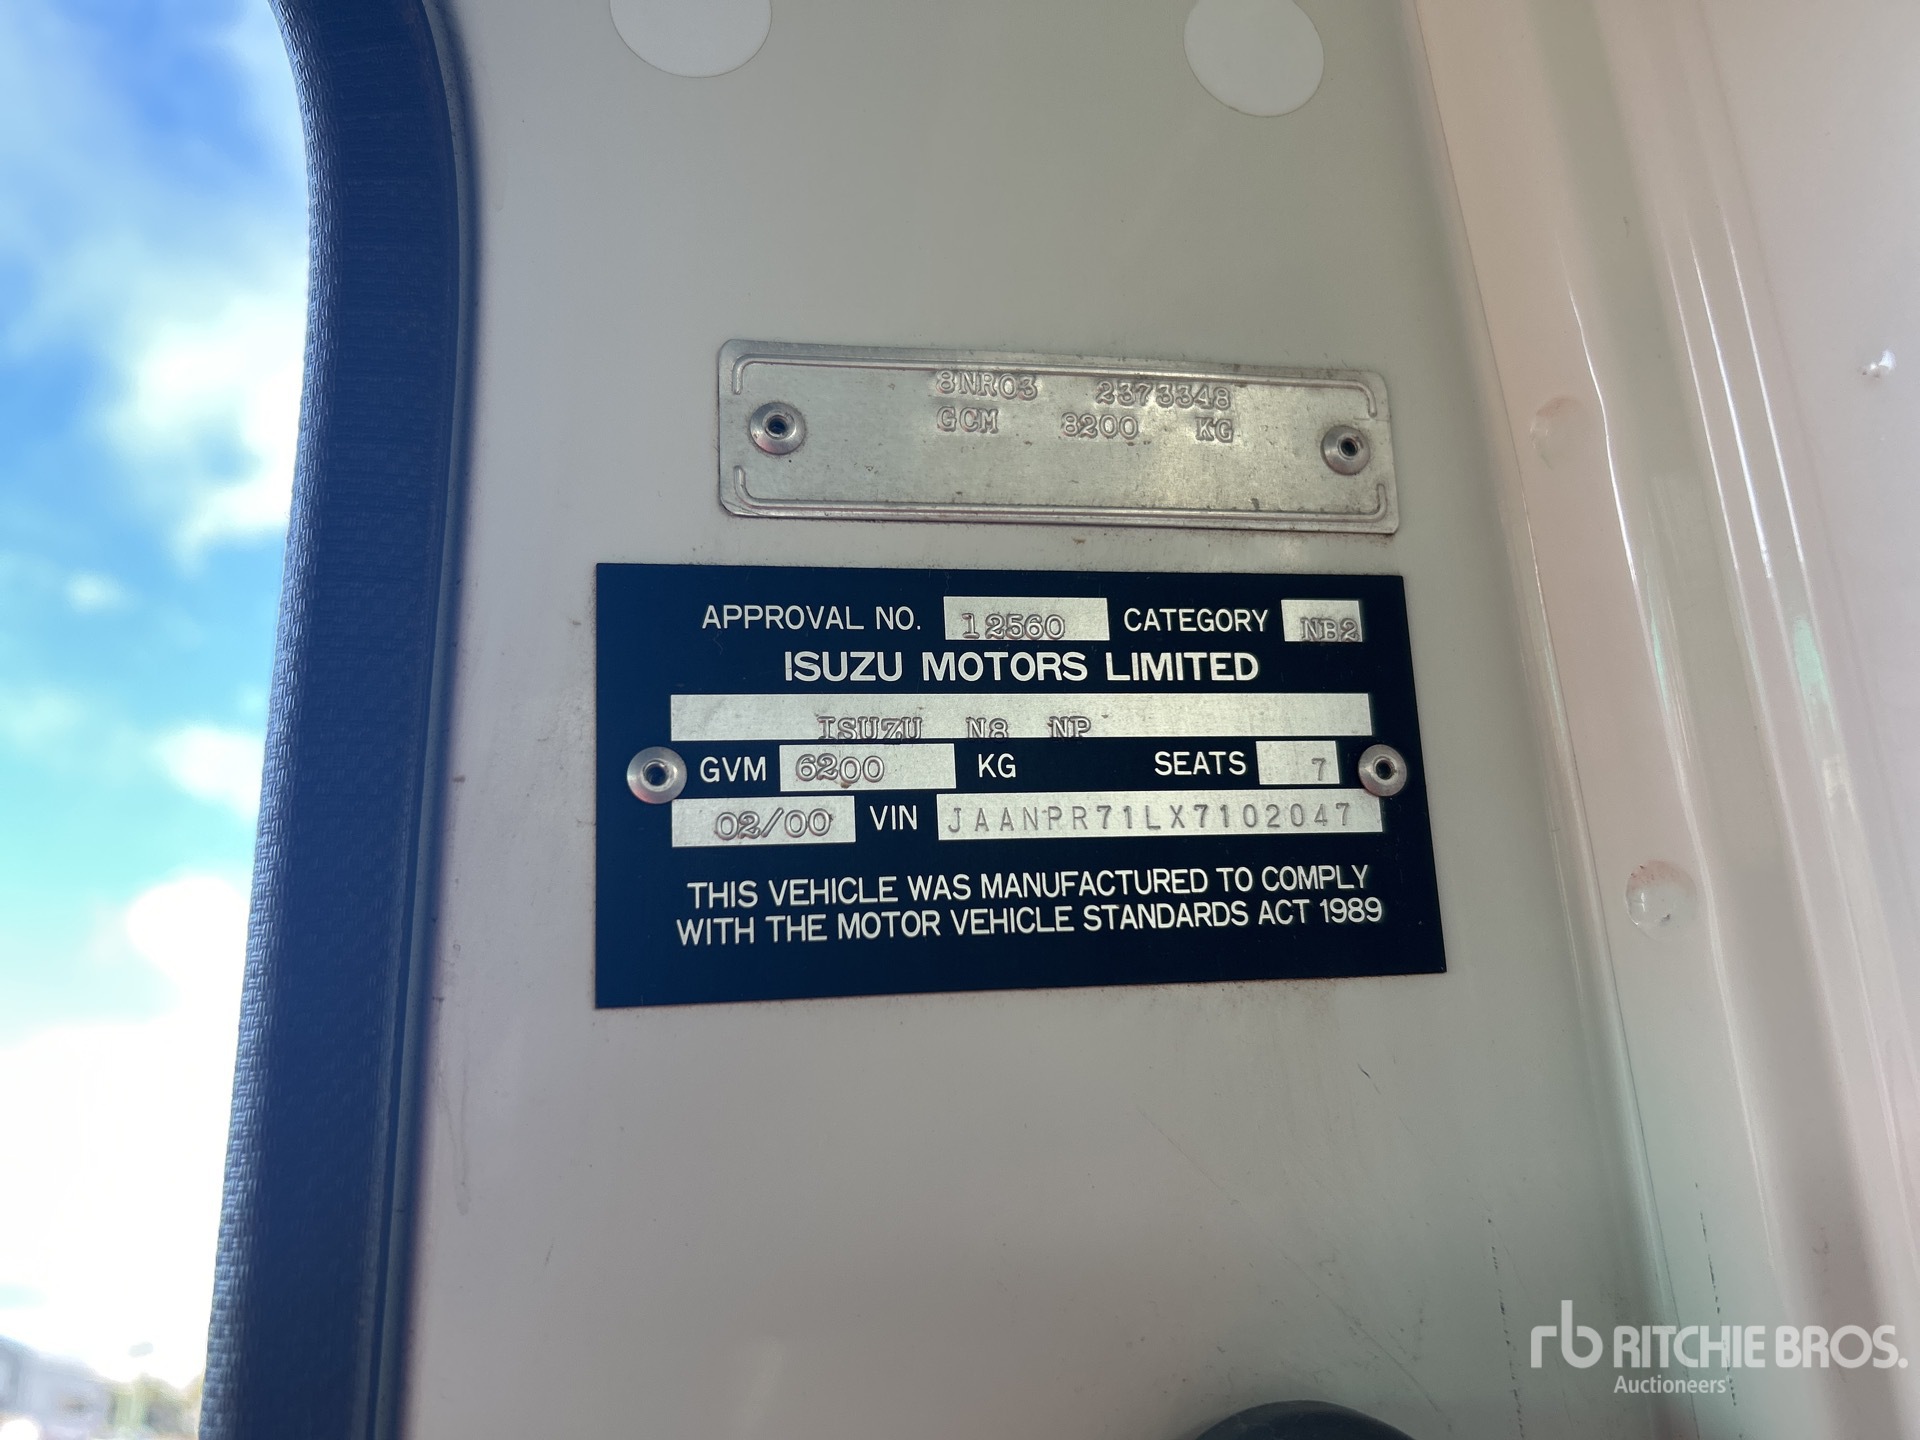 8NR03 2373348
GCM 8200 KG
APPROVAL NO. 12560 CATEGORY NB2
ISUZU MOTORS LIMITED
ISUZU N8 NP
GVM 6200 KG SEATS 7
02/00 VIN JAANPR71LX7102047
THIS VEHICLE WAS MANUFACTURED TO COMPLY
WITH THE MOTOR VEHICLE STANDARDS ACT 1989
rb RITCHIE BROS.
Auctioneers